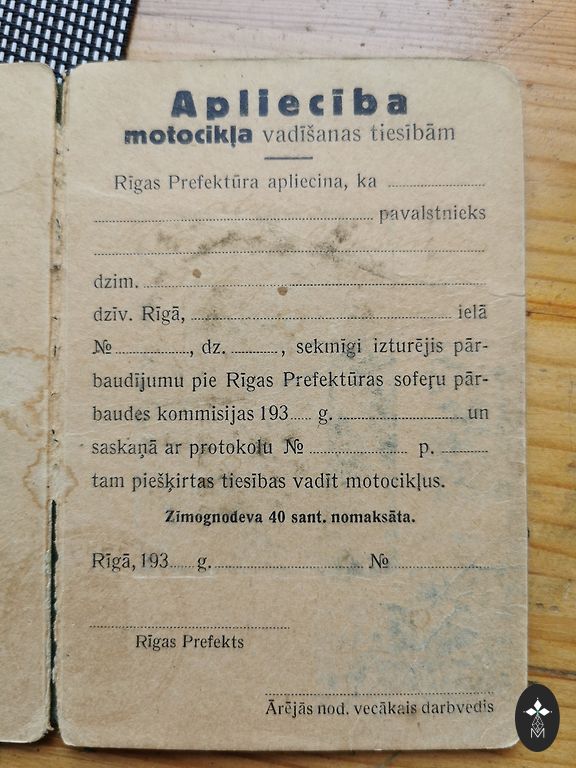 Apliecība
motocikļa vadīšanas tiesībām
Rīgas Prefektūra apliecina, ka ....................
.................................................. pavalstnieks
..................................................
dzim. ..................................................
dzīv. Rīgā, .................................................. ielā
№ ..............., dz. .........., sekmīgi izturējis pār-
baudījumu pie Rīgas Prefektūras soferu pār-
baudes kommisijas 193..... g. .............................. un
saskaņā ar protokolu № ......................... p. ..........
tam piešķirtas tiesības vadīt motocikļus.
Zīmognodeva 40 sant. nomaksāta.
Rīgā, 193..... g. .............................. № ....................
..................................................
Rīgas Prefekts
..................................................
Ārējās nod. vecākais darbvedis
M